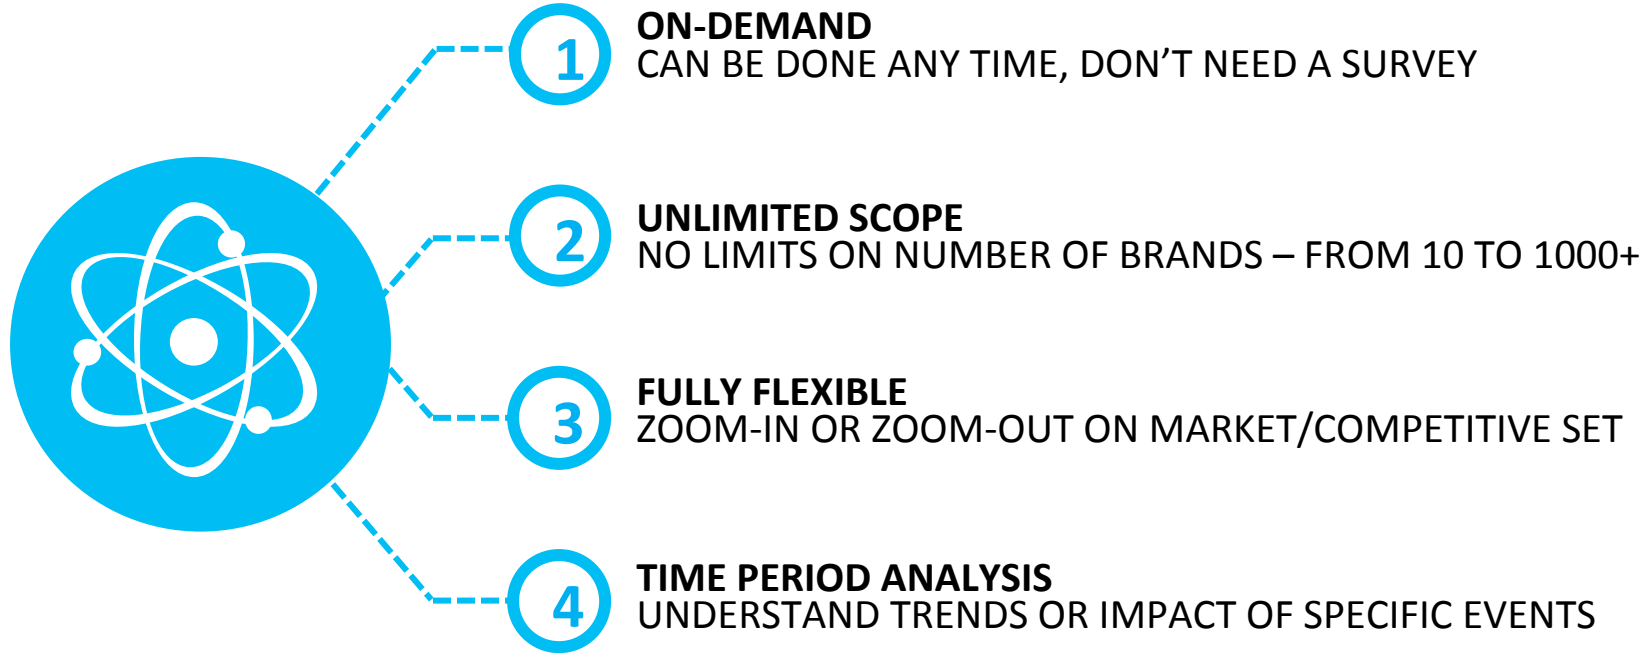 1
ON-DEMAND
CAN BE DONE ANY TIME, DON’T NEED A SURVEY
2
UNLIMITED SCOPE
NO LIMITS ON NUMBER OF BRANDS – FROM 10 TO 1000+
3
FULLY FLEXIBLE
ZOOM-IN OR ZOOM-OUT ON MARKET/COMPETITIVE SET
4
TIME PERIOD ANALYSIS
UNDERSTAND TRENDS OR IMPACT OF SPECIFIC EVENTS